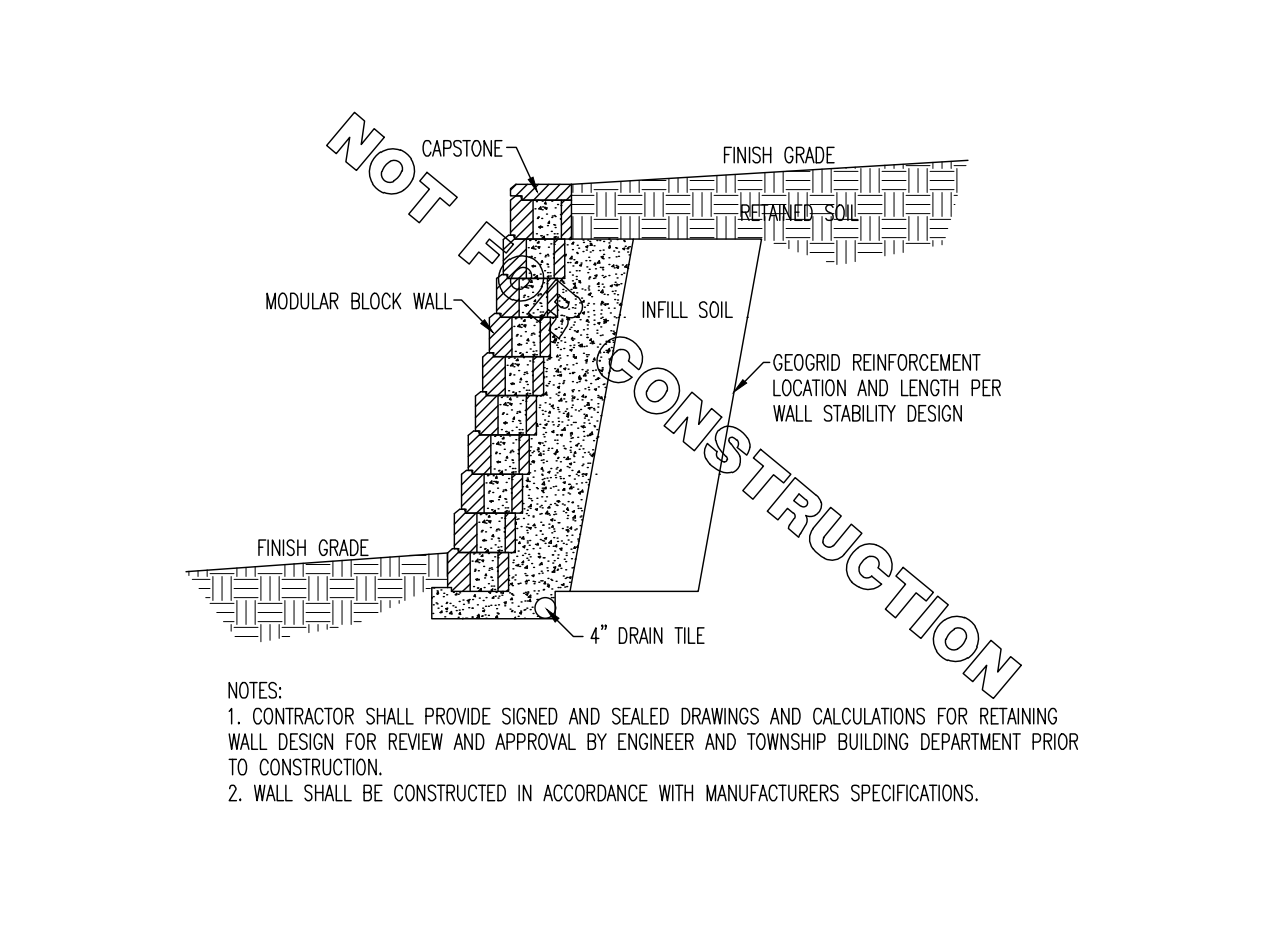 NOT FOR CONSTRUCTION
CAPSTONE
FINISH GRADE
RETAINED SOIL
MODULAR BLOCK WALL
INFILL SOIL
GEOGRID REINFORCEMENT
LOCATION AND LENGTH PER
WALL STABILITY DESIGN
FINISH GRADE
4" DRAIN TILE
NOTES:
1. CONTRACTOR SHALL PROVIDE SIGNED AND SEALED DRAWINGS AND CALCULATIONS FOR RETAINING
WALL DESIGN FOR REVIEW AND APPROVAL BY ENGINEER AND TOWNSHIP BUILDING DEPARTMENT PRIOR
TO CONSTRUCTION.
2. WALL SHALL BE CONSTRUCTED IN ACCORDANCE WITH MANUFACTURERS SPECIFICATIONS.